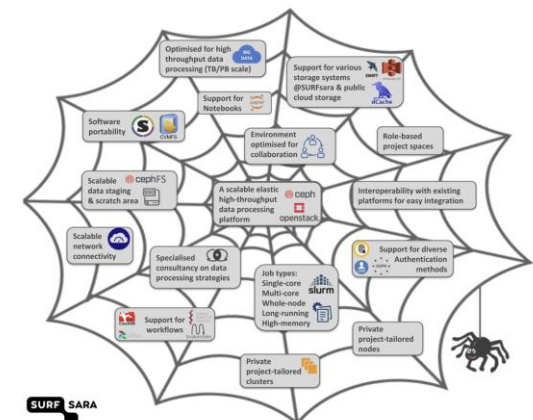 Optimised for high
throughput data
processing (TB/PB scale)
BIG
DATA
Support for various
storage systems
@SURFsara & public
cloud storage
SWIFT
dCache
Support for
Notebooks
Software
portability
S
CVMFS
Environment
optimised for
collaboration
Role-based
project spaces
Scalable
data staging
& scratch area
cephFS
A scalable elastic
high-throughput
data processing
platform
ceph
openstack
Interoperability with existing
platforms for easy integration
Scalable
network
connectivity
Specialised
consultancy on data
processing strategies
Job types:
Single-core
Multi-core
Whole-node
Long-running
High-memory
slurm
Support for diverse
Authentication
methods
Support for
workflows
Private
project-tailored
nodes
Private
project-tailored
clusters
SURF SARA